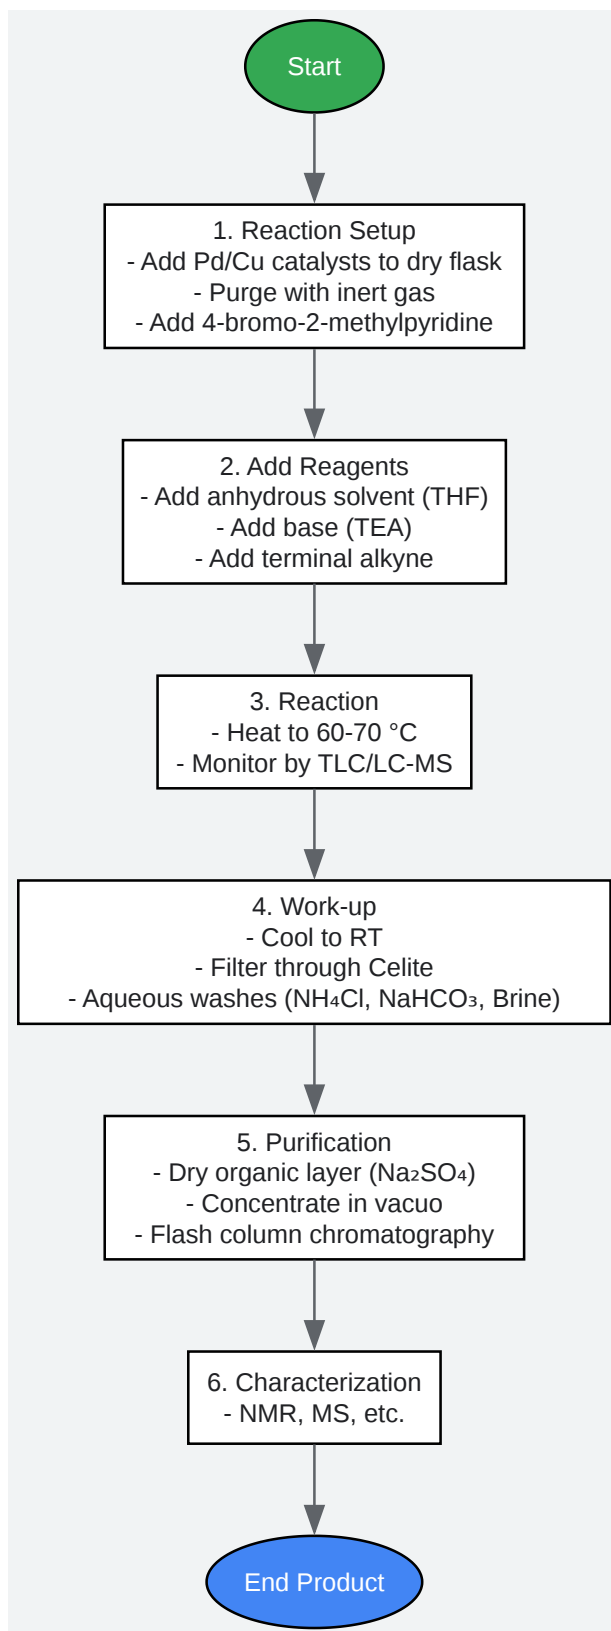 Start
1. Reaction Setup
- Add Pd/Cu catalysts to dry flask
- Purge with inert gas
- Add 4-bromo-2-methylpyridine
2. Add Reagents
- Add anhydrous solvent (THF)
- Add base (TEA)
- Add terminal alkyne
3. Reaction
- Heat to 60-70 °C
- Monitor by TLC/LC-MS
4. Work-up
- Cool to RT
- Filter through Celite
- Aqueous washes (NH₄Cl, NaHCO₃, Brine)
5. Purification
- Dry organic layer (Na₂SO₄)
- Concentrate in vacuo
- Flash column chromatography
6. Characterization
- NMR, MS, etc.
End Product